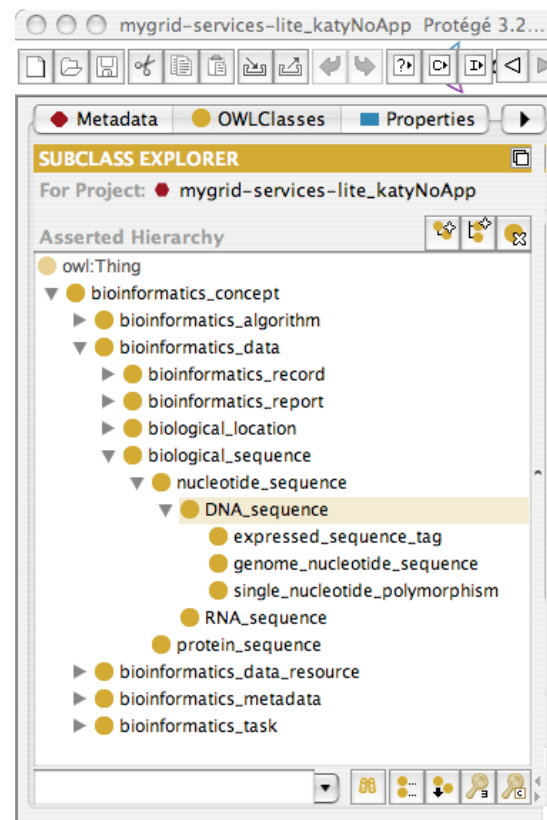 mygrid-services-lite_katyNoApp Protégé 3.2...
Metadata OWLClasses Properties
SUBCLASS EXPLORER
For Project: mygrid-services-lite_katyNoApp
Asserted Hierarchy
owl:Thing
bioinformatics_concept
bioinformatics_algorithm
bioinformatics_data
bioinformatics_record
bioinformatics_report
biological_location
biological_sequence
nucleotide_sequence
DNA_sequence
expressed_sequence_tag
genome_nucleotide_sequence
single_nucleotide_polymorphism
RNA_sequence
protein_sequence
bioinformatics_data_resource
bioinformatics_metadata
bioinformatics_task